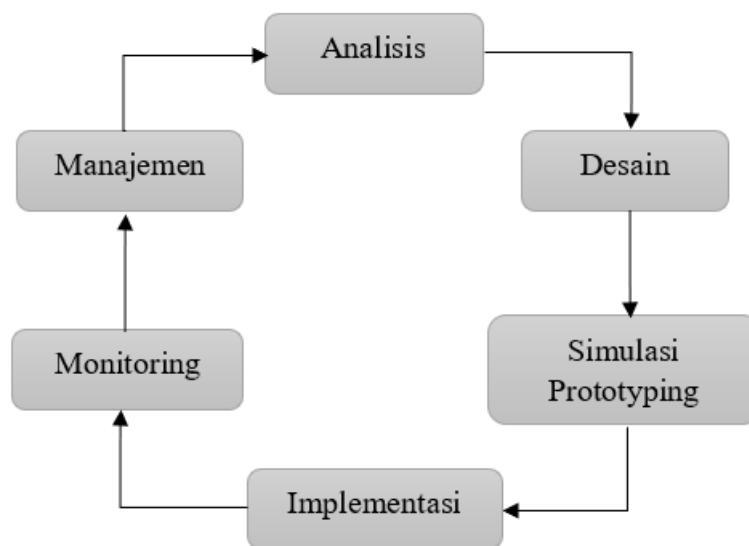 Analisis
Desain
Simulasi
Prototyping
Implementasi
Monitoring
Manajemen